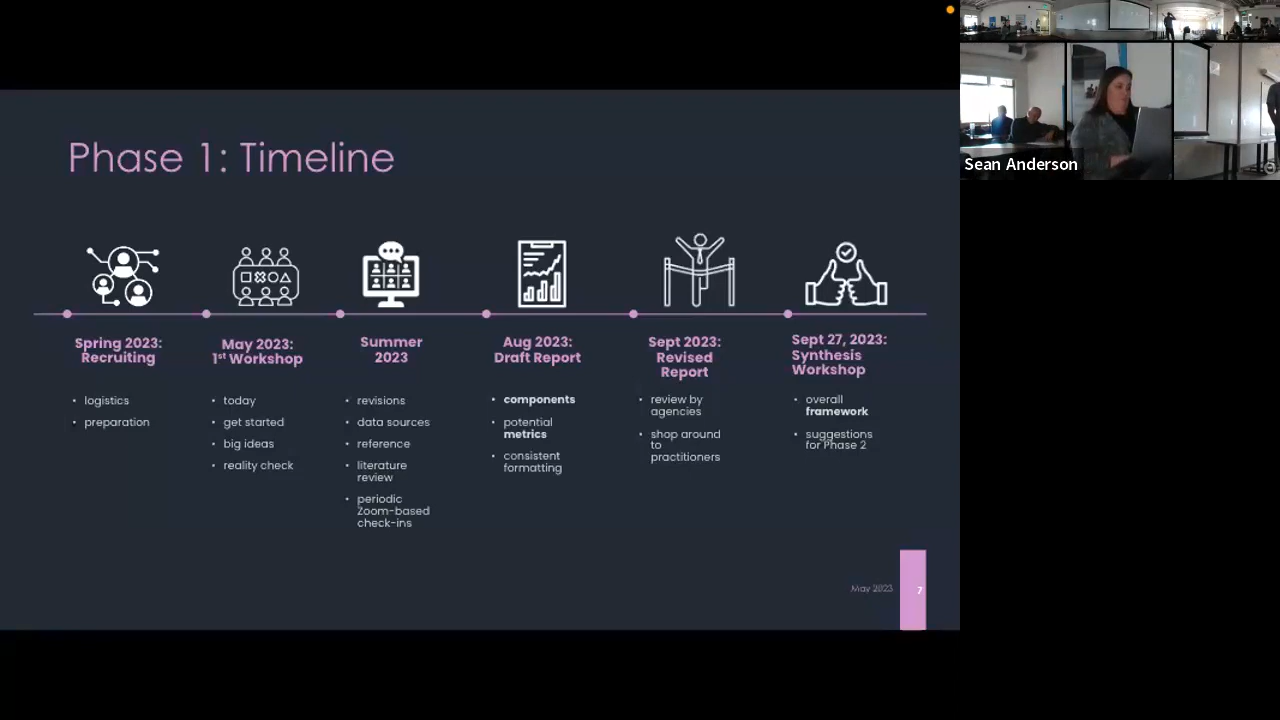 Phase 1: Timeline
Spring 2023:
Recruiting
• logistics
• preparation
May 2023:
1st Workshop
• today
• get started
• big ideas
• reality check
Summer
2023
• revisions
• data sources
• reference
• literature
review
• periodic
Zoom-based
check-ins
Aug 2023:
Draft Report
• components
• potential
metrics
• consistent
formatting
Sept 2023:
Revised
Report
• review by
agencies
• shop around
to
practitioners
Sept 27, 2023:
Synthesis
Workshop
• overall
framework
• suggestions
for Phase 2
May 2023
7
Sean Anderson